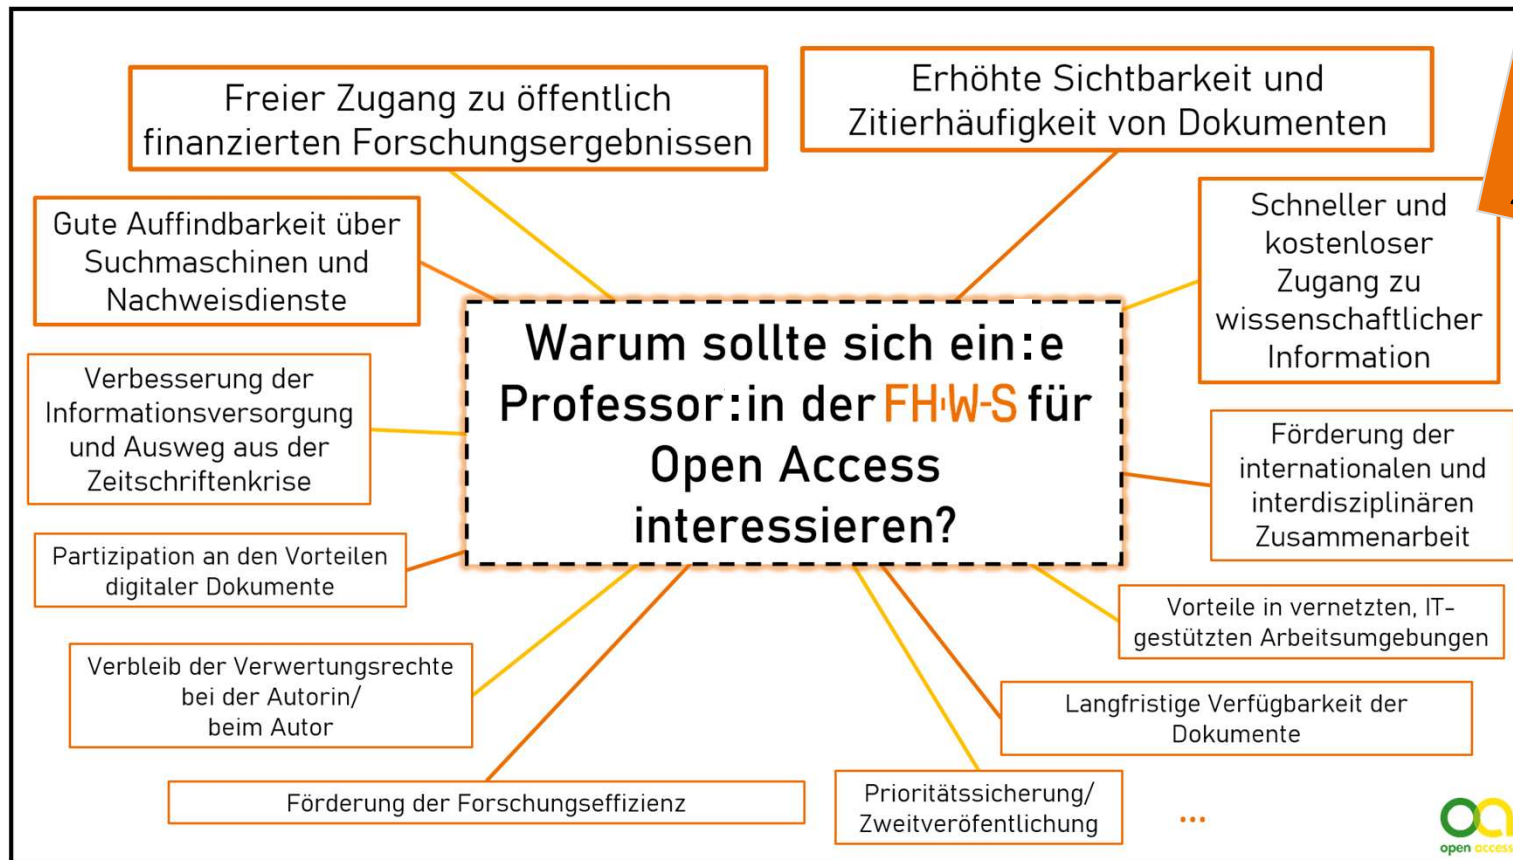 Freier Zugang zu öffentlich
finanzierten Forschungsergebnissen
Erhöhte Sichtbarkeit und
Zitierhäufigkeit von Dokumenten
Gute Auffindbarkeit über
Suchmaschinen und
Nachweisdienste
Schneller und
kostenloser
Zugang zu
wissenschaftlicher
Information
Warum sollte sich ein:e
Professor:in der FH·W-S für
Open Access
interessieren?
Verbesserung der
Informationsversorgung
und Ausweg aus der
Zeitschriftenkrise
Förderung der
internationalen und
interdisziplinären
Zusammenarbeit
Partizipation an den Vorteilen
digitaler Dokumente
Vorteile in vernetzten, IT-
gestützten Arbeitsumgebungen
Verbleib der Verwertungsrechte
bei der Autorin/
beim Autor
Langfristige Verfügbarkeit der
Dokumente
Förderung der Forschungseffizienz
Prioritätssicherung/
Zweitveröfentlichung
...
oa
open access